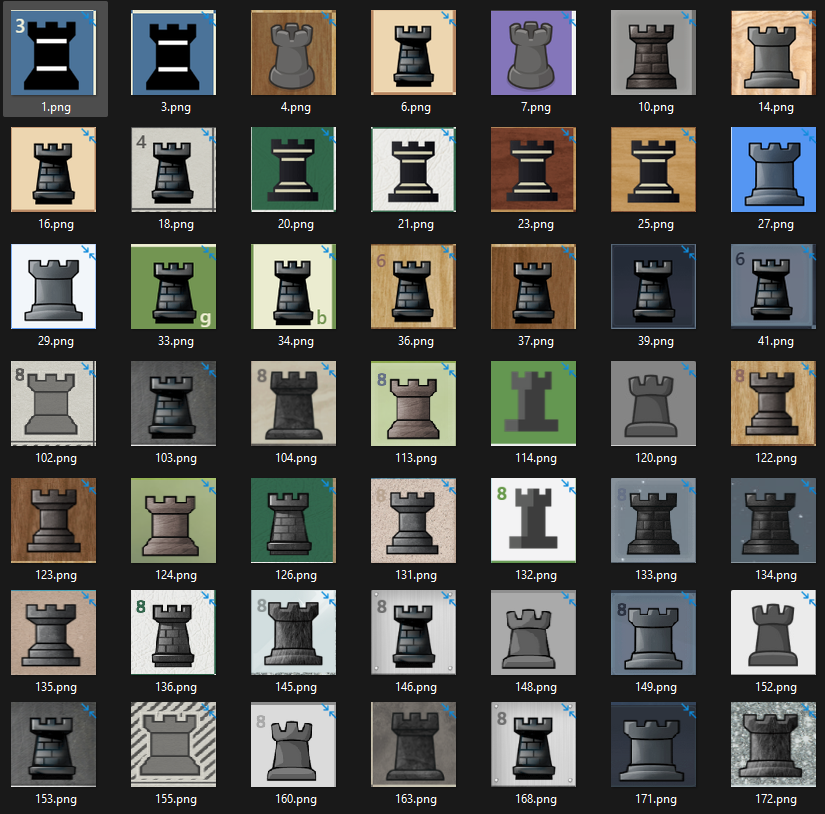 3
1.png 3.png 4.png 6.png 7.png 10.png 14.png
4
16.png 18.png 20.png 21.png 23.png 25.png 27.png
g b 6 6
29.png 33.png 34.png 36.png 37.png 39.png 41.png
8 8 8 8
102.png 103.png 104.png 113.png 114.png 120.png 122.png
8 8 8
123.png 124.png 126.png 131.png 132.png 133.png 134.png
8 8 8 8
135.png 136.png 145.png 146.png 148.png 149.png 152.png
8 8
153.png 155.png 160.png 163.png 168.png 171.png 172.png